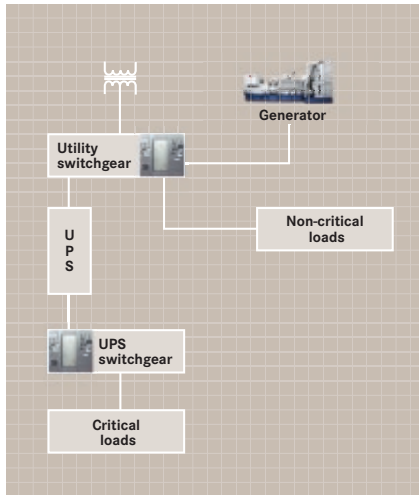 Generator
Utility
switchgear
Non-critical
loads
U
P
S
UPS
switchgear
Critical
loads